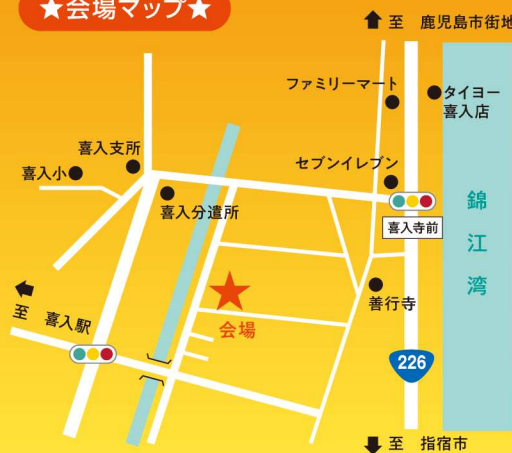 ★会場マップ★
至 鹿児島市街地
ファミリーマート
タイヨー
喜入店
喜入支所
セブンイレブン
喜入小
喜入分遣所
喜入寺前
錦江湾
至 喜入駅
会場
善行寺
226
至 指宿市